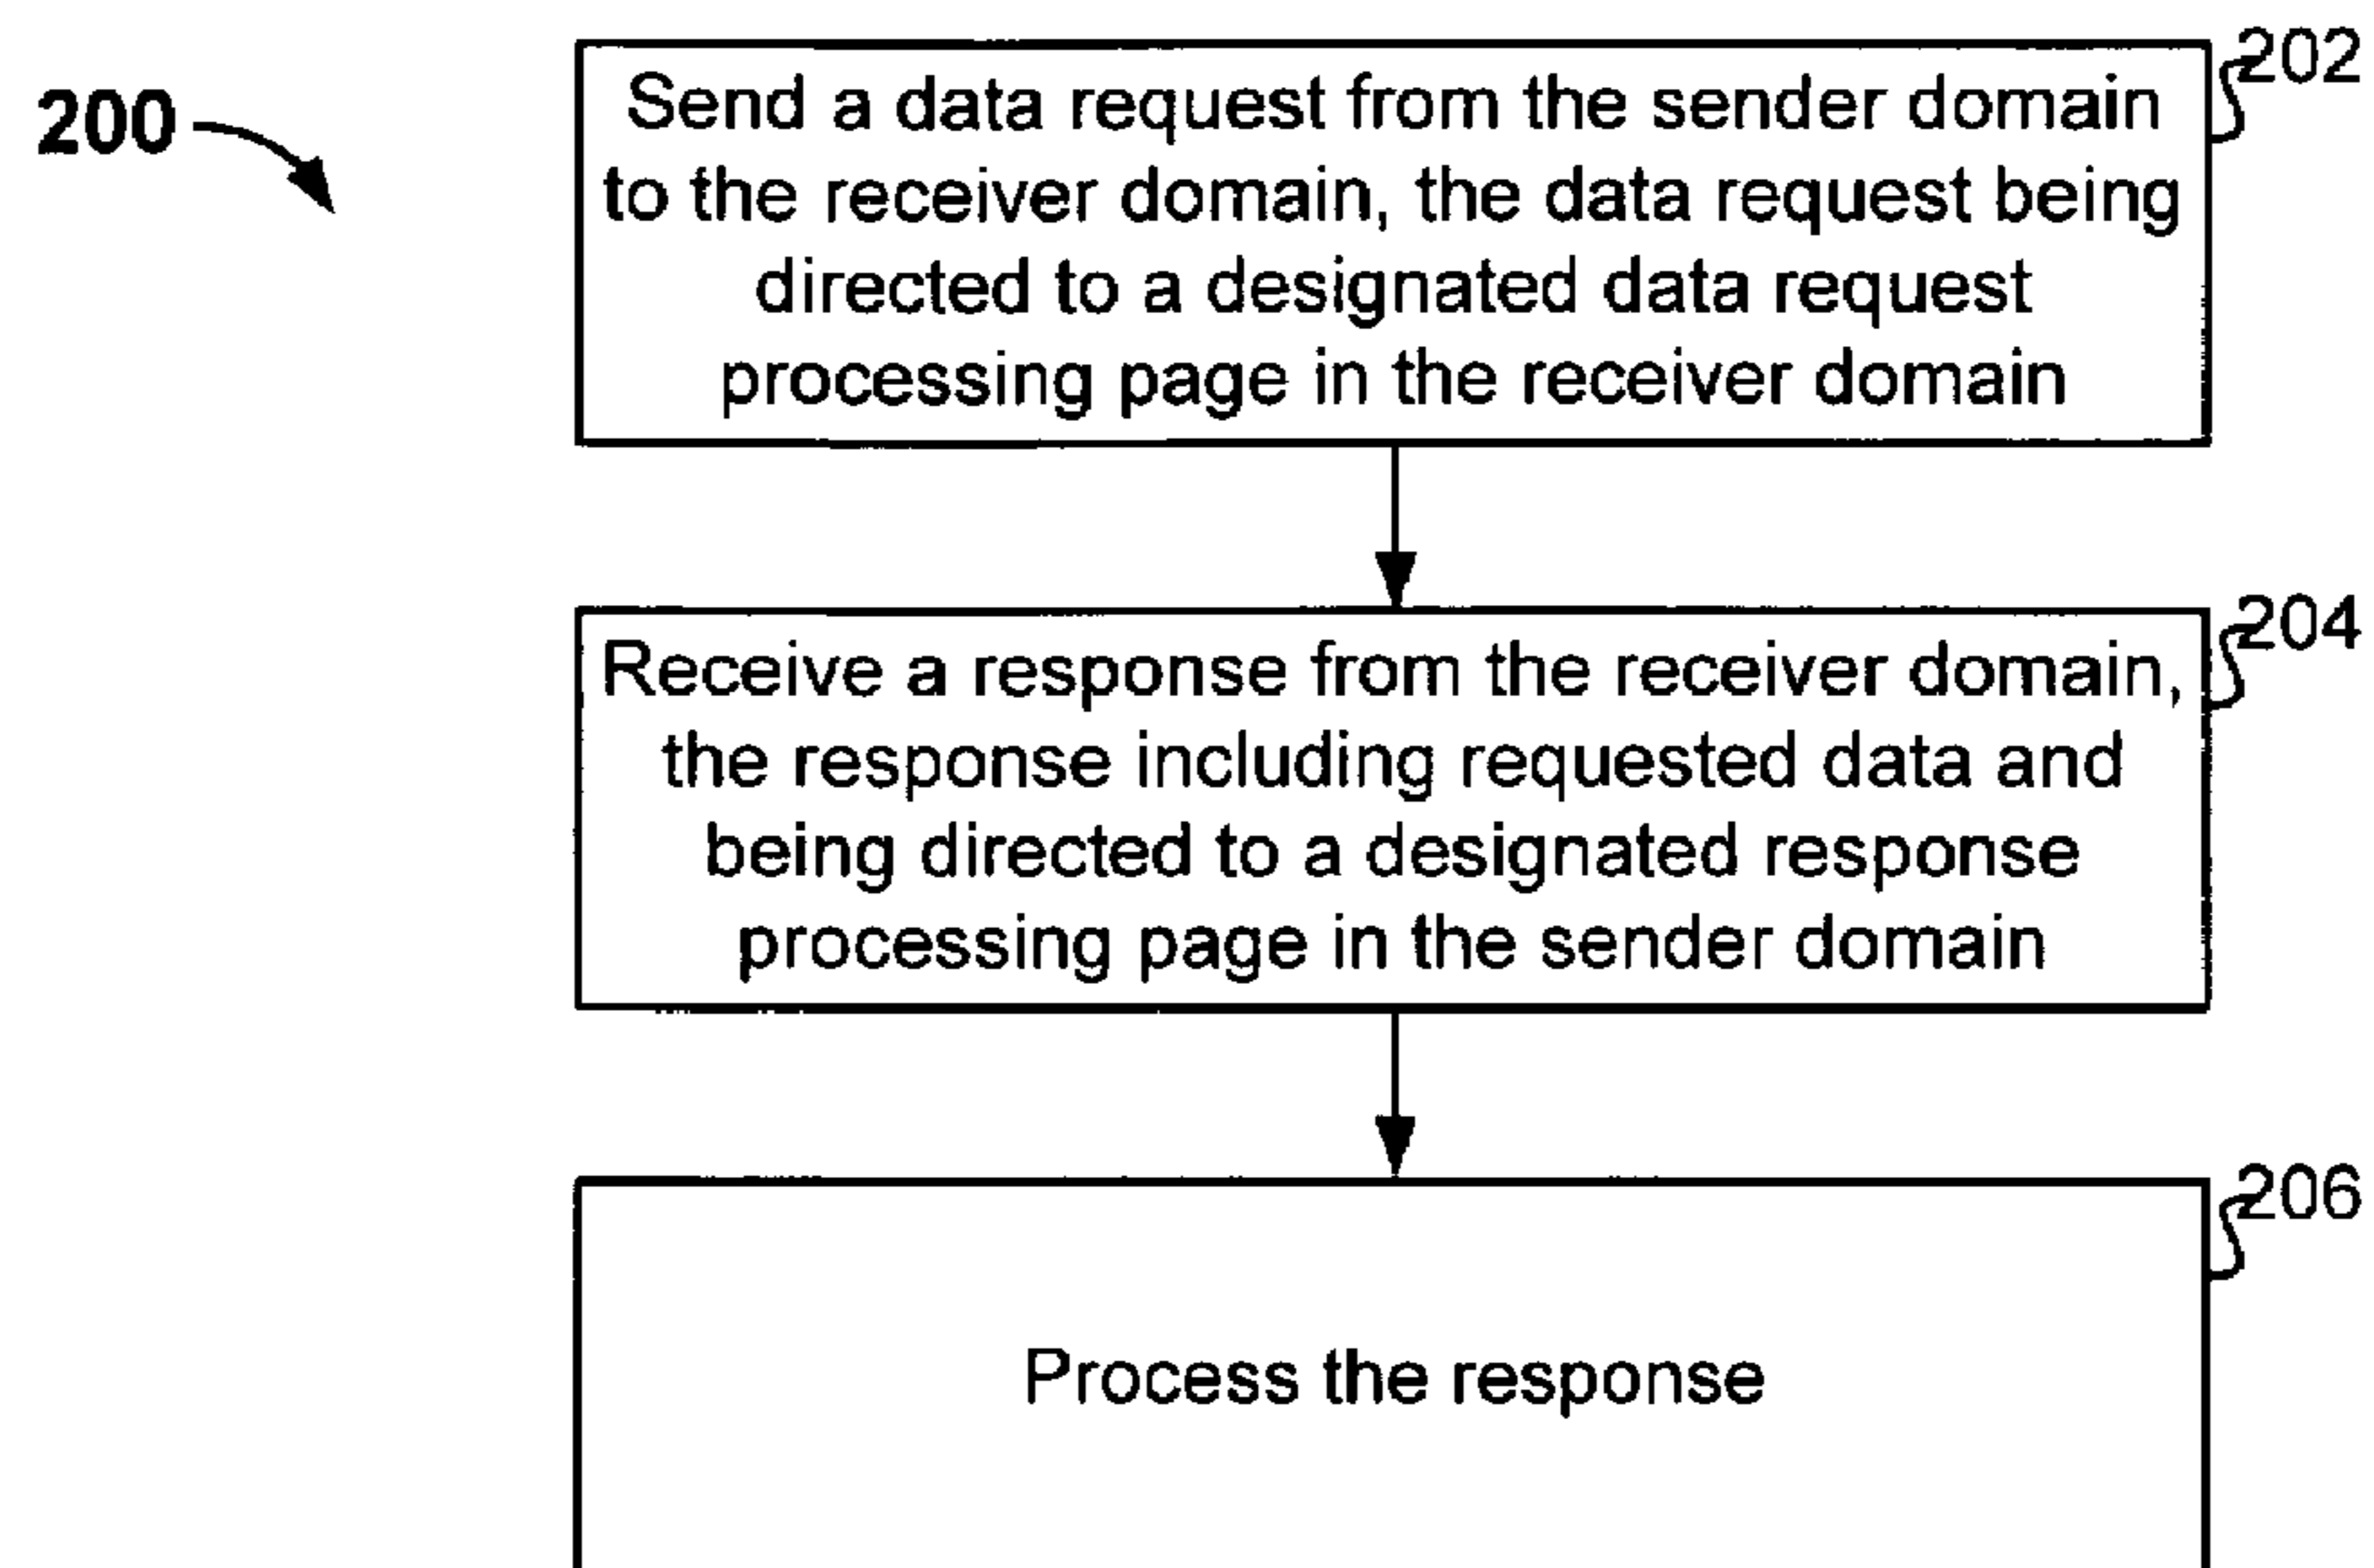 200
202
Send a data request from the sender domain
to the receiver domain, the data request being
directed to a designated data request
processing page in the receiver domain
204
Receive a response from the receiver domain,
the response including requested data and
being directed to a designated response
processing page in the sender domain
206
Process the response